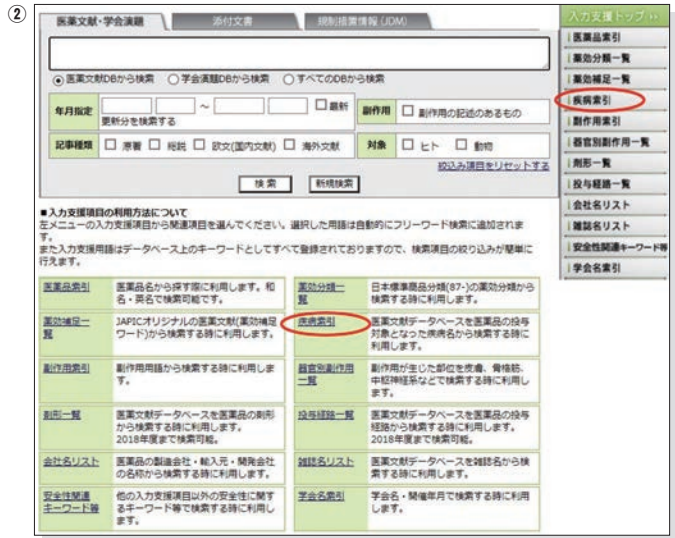 ②
医薬文献・学会演題 添付文書 規制措置情報(JDM)
医薬文献DBから検索 学会演題DBから検索 すべてのDBから検索
年月指定 ～ 最新
更新分を検索する
副作用 副作用の記述のあるもの
記事種類 原著 総説 欧文(国内文献) 海外文献
対象 ヒト 動物
絞込み項目をリセットする
検索 新規検索
■入力支援項目の利用方法について
左メニューの入力支援項目から関連項目を選んでください。選択した用語は自動的にフリーワード検索に追加されま
す。
また入力支援用語はデータベース上のキーワードとしてすべて登録されておりますので、検索項目の絞り込みが簡単に
行えます。
医薬品索引 医薬品名から探す際に利用します。和
名・英名で検索可能です。
薬効分類一
覧
日本標準商品分類(87-)の薬効分類から
検索する時に利用します。
薬効補足一
覧
JAPICオリジナルの医薬文献(薬効補足
ワード)から検索する時に利用します。
疾病索引 医薬文献データベースを医薬品の投与
対象となった疾病名から検索する時に
利用します。
副作用索引 副作用用語から検索する時に利用しま
す。
器官別副作用
一覧
副作用が生じた部位を皮膚、骨格筋、
中枢神経系などで検索する時に利用し
ます。
剤形一覧 医薬文献データベースを医薬品の剤形
から検索する時に利用します。
2018年度まで検索可能。
投与経路一覧 医薬文献データベースを医薬品の投与
経路から検索する時に利用します。
2018年度まで検索可能。
会社名リスト 医薬品の製造会社・輸入元・開発会社
の名称から検索する時に利用します。
雑誌名リスト 医薬文献データベースを雑誌名から検
索する時に利用します。
安全性関連
キーワード等
他の入力支援項目以外の安全性に関す
るキーワード等で検索する時に利用し
ます。
学会名索引 学会名・開催年月で検索する時に利用
します。
入力支援トップ >>
医薬品索引
薬効分類一覧
薬効補足一覧
疾病索引
副作用索引
器官別副作用一覧
剤形一覧
投与経路一覧
会社名リスト
雑誌名リスト
安全性関連キーワード等
学会名索引